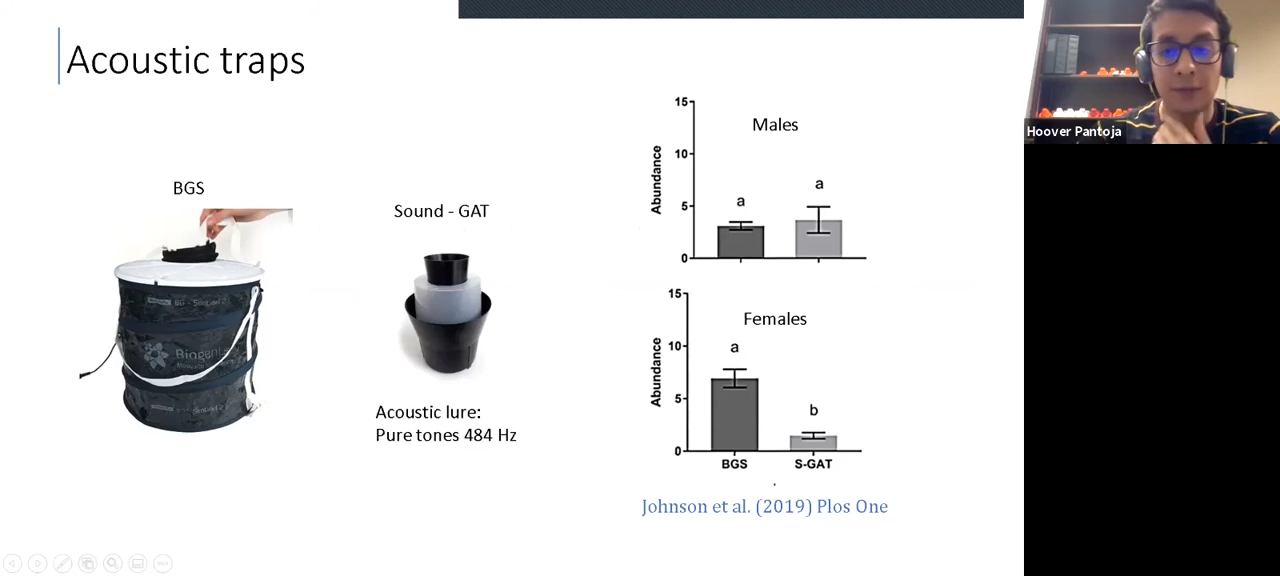 Acoustic traps
BGS
Sound - GAT
Acoustic lure:
Pure tones 484 Hz
15
Males
10
Abundance
a
a
5
0
15
Females
10
Abundance
a
5
b
0
BGS
S-GAT
Johnson et al. (2019) Plos One
Hoover Pantoja